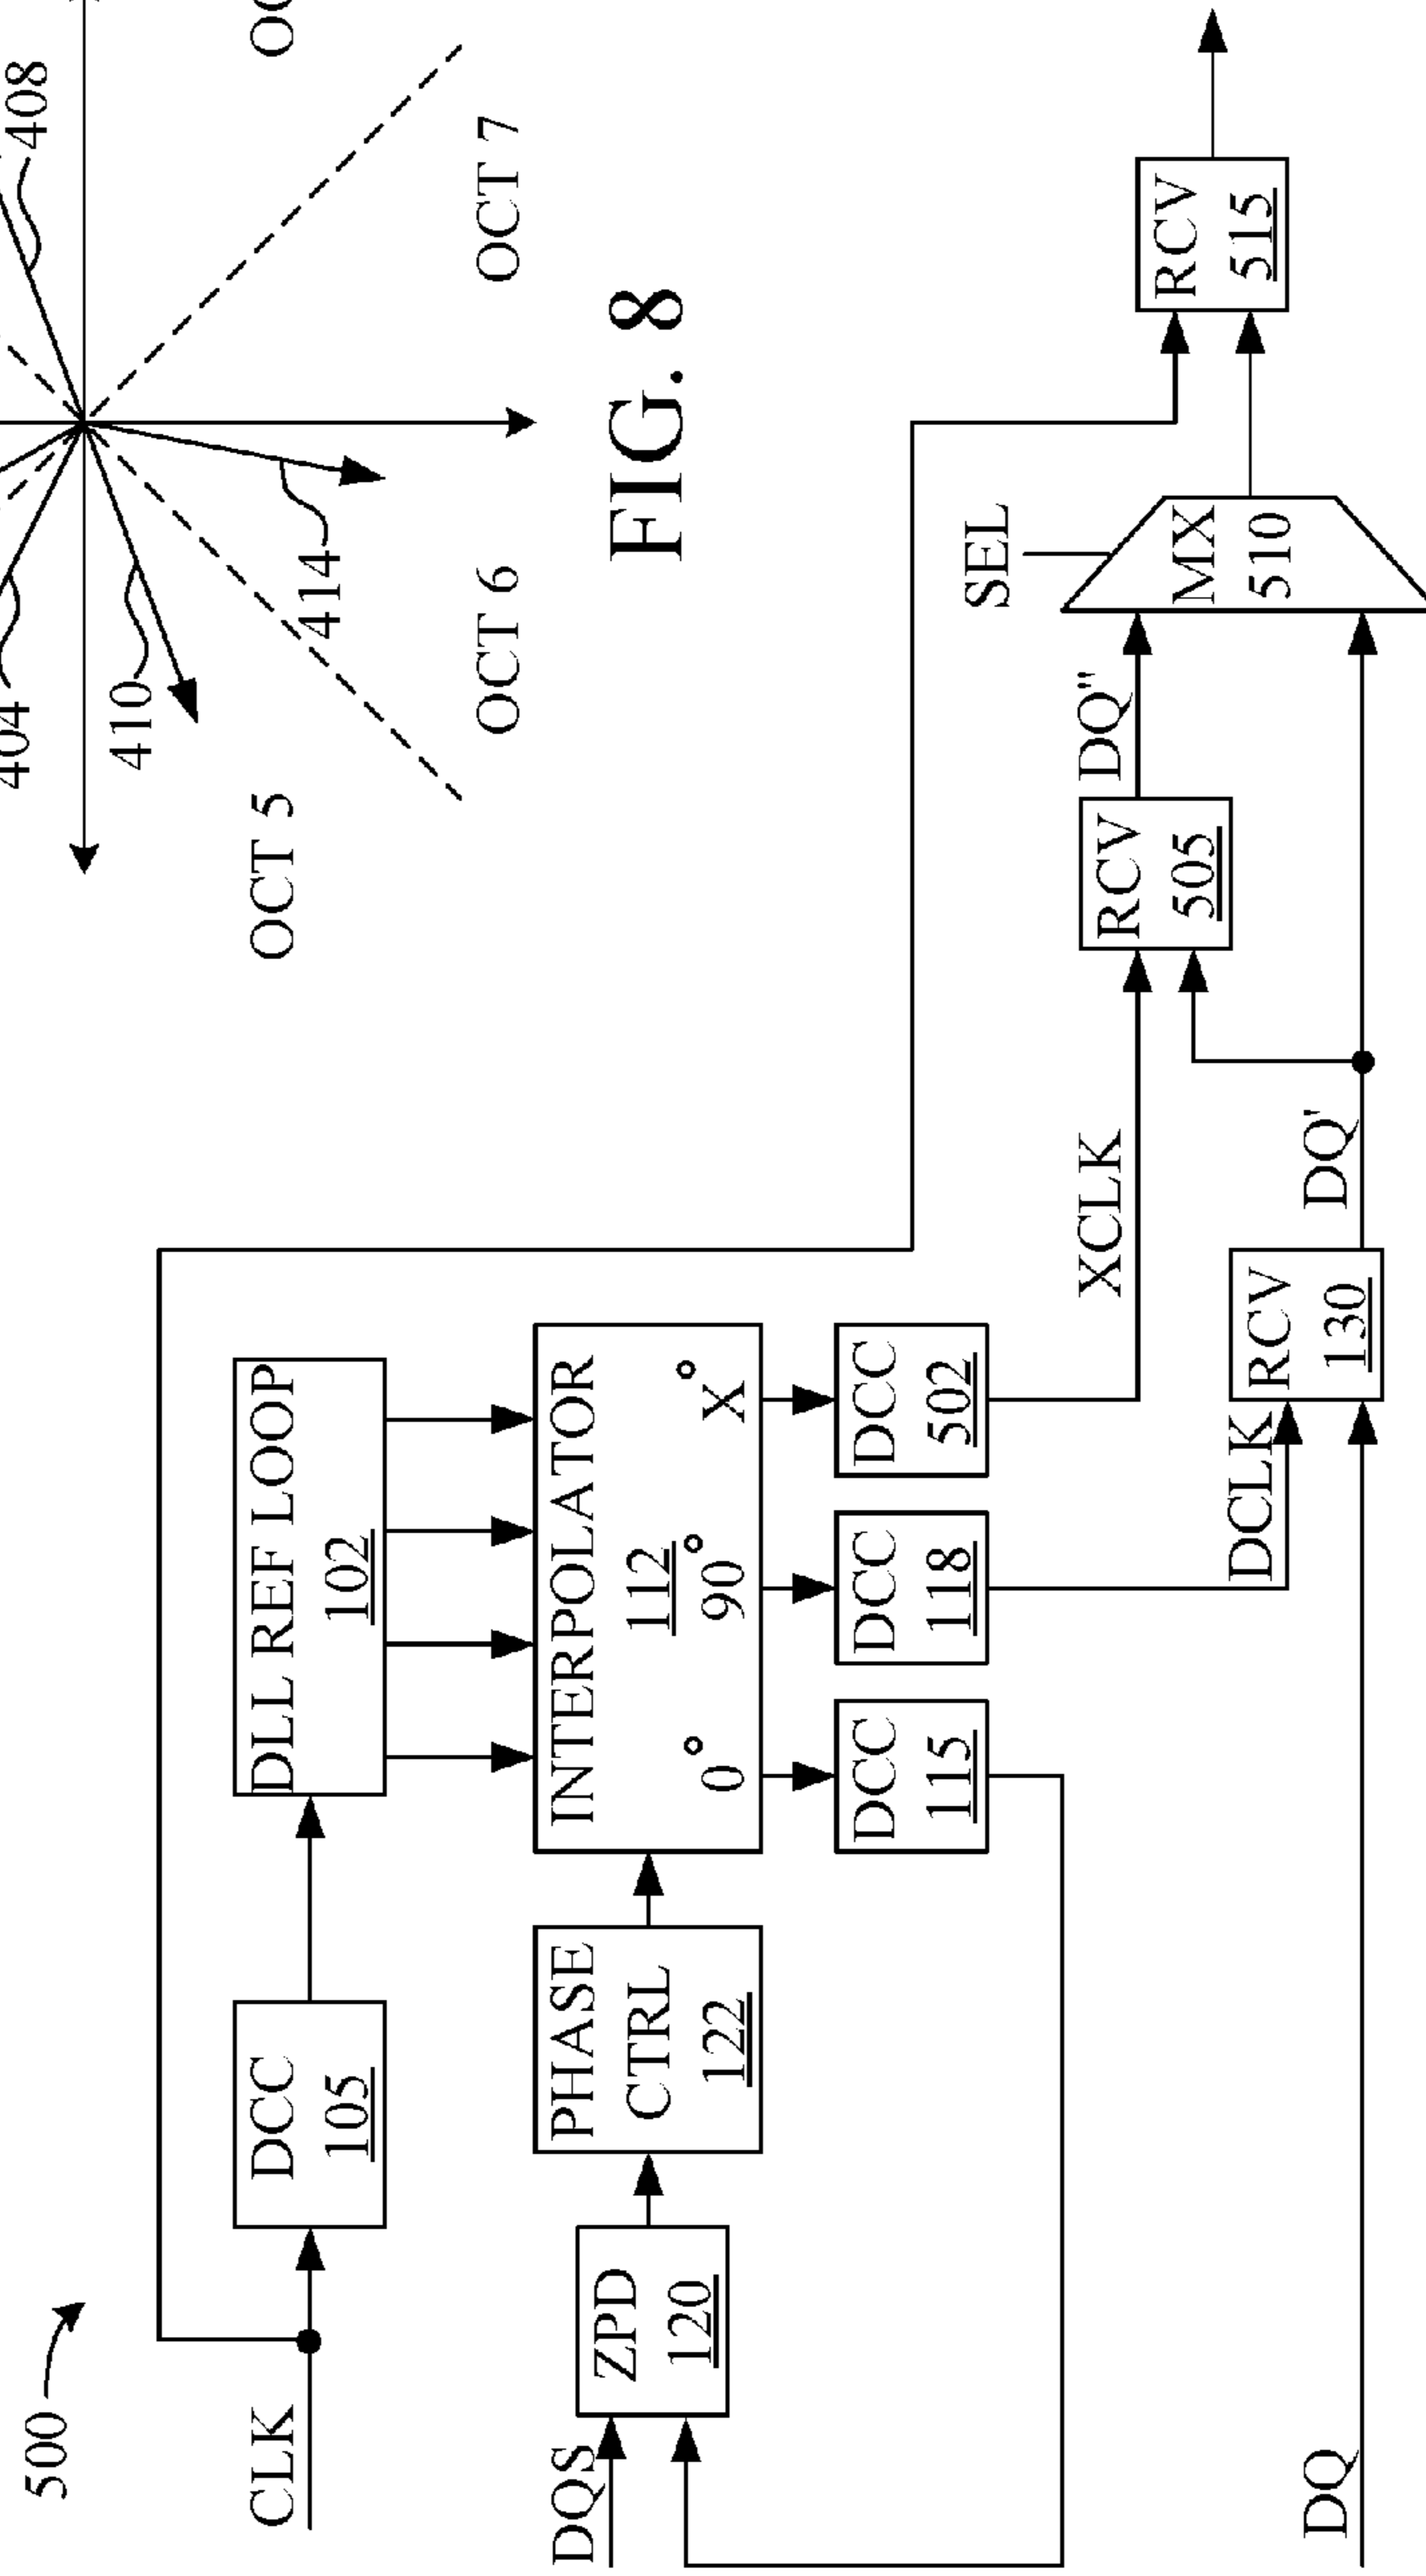 404
408
410
414
OCT 5
OCT 6
OCT 7
FIG. 8
500
CLK
DCC
105
DLL REF LOOP
102
DQS
ZPD
120
PHASE
CTRL
122
INTERPOLATOR
112
0°
90°
X°
DCC
115
DCC
118
DCC
502
XCLK
DCLK
DQ
RCV
130
DQ'
RCV
505
DQ"
SEL
MX
510
RCV
515